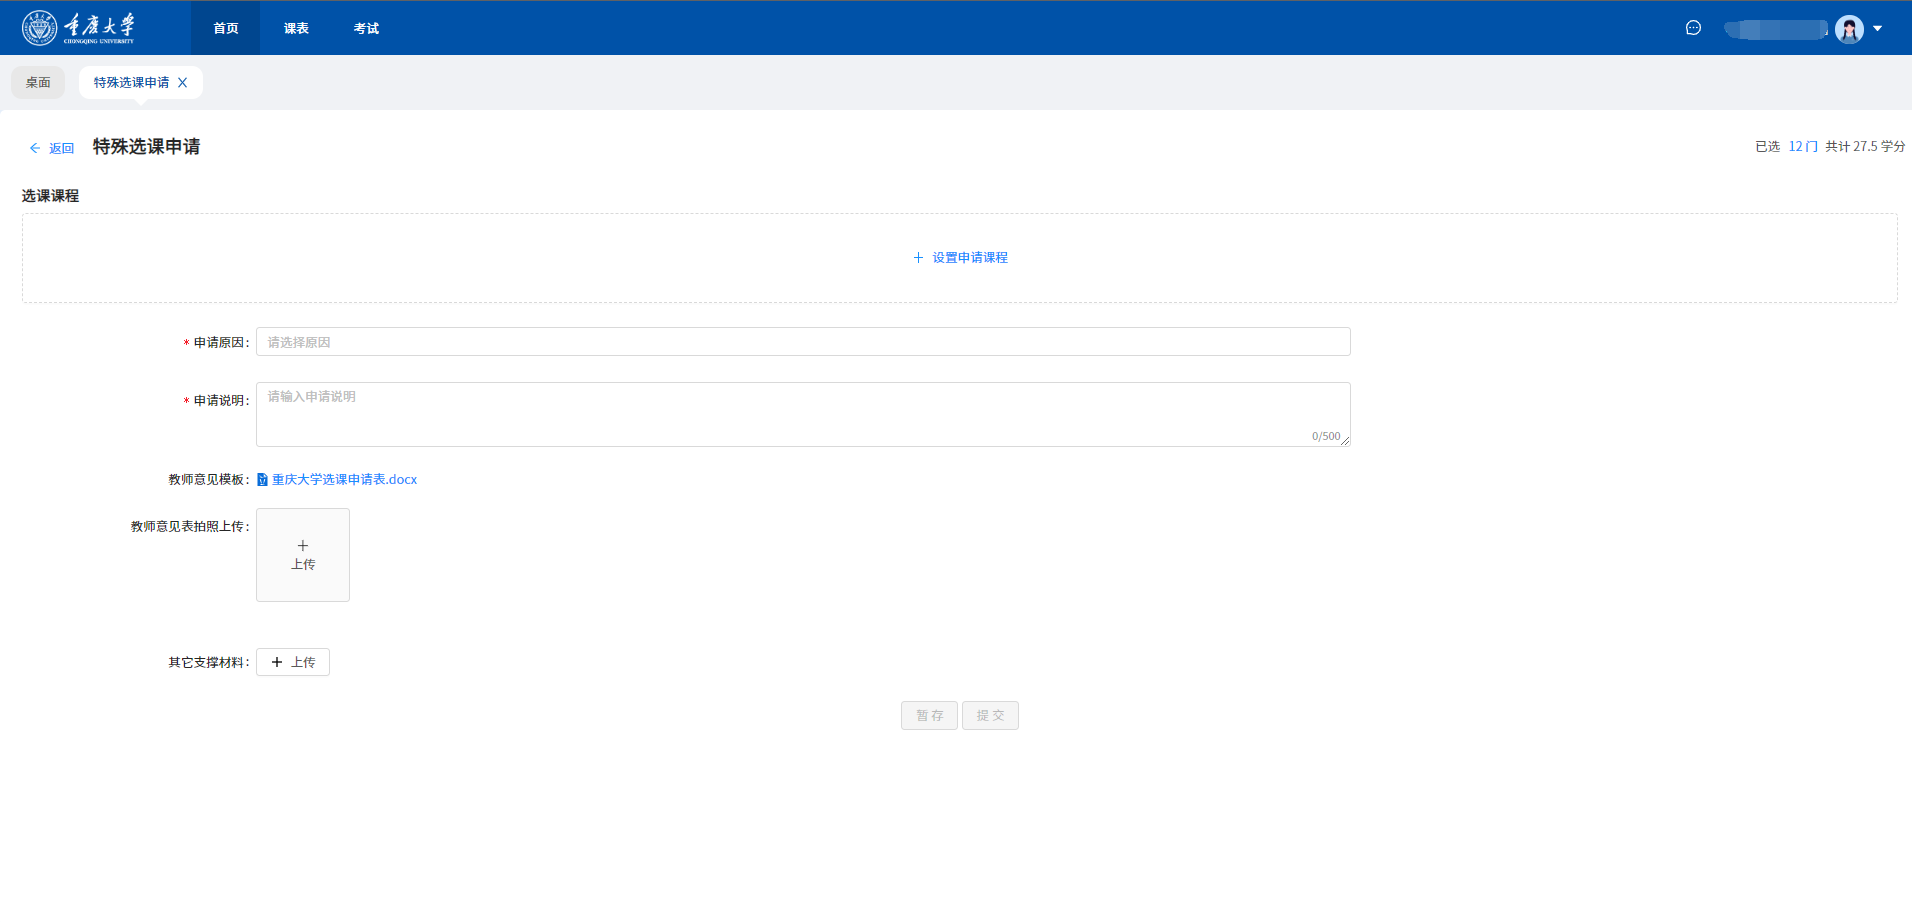 重庆大学
CHONGQING UNIVERSITY
首页 课表 考试
桌面 特殊选课申请
返回 特殊选课申请
已选 12 门 共计 27.5 学分
选课课程
设置申请课程
* 申请原因: 请选择原因
* 申请说明: 请输入申请说明
0/500
教师意见模板: 重庆大学选课申请表.docx
教师意见表拍照上传:
+
上传
其它支撑材料: + 上传
暂存 提交